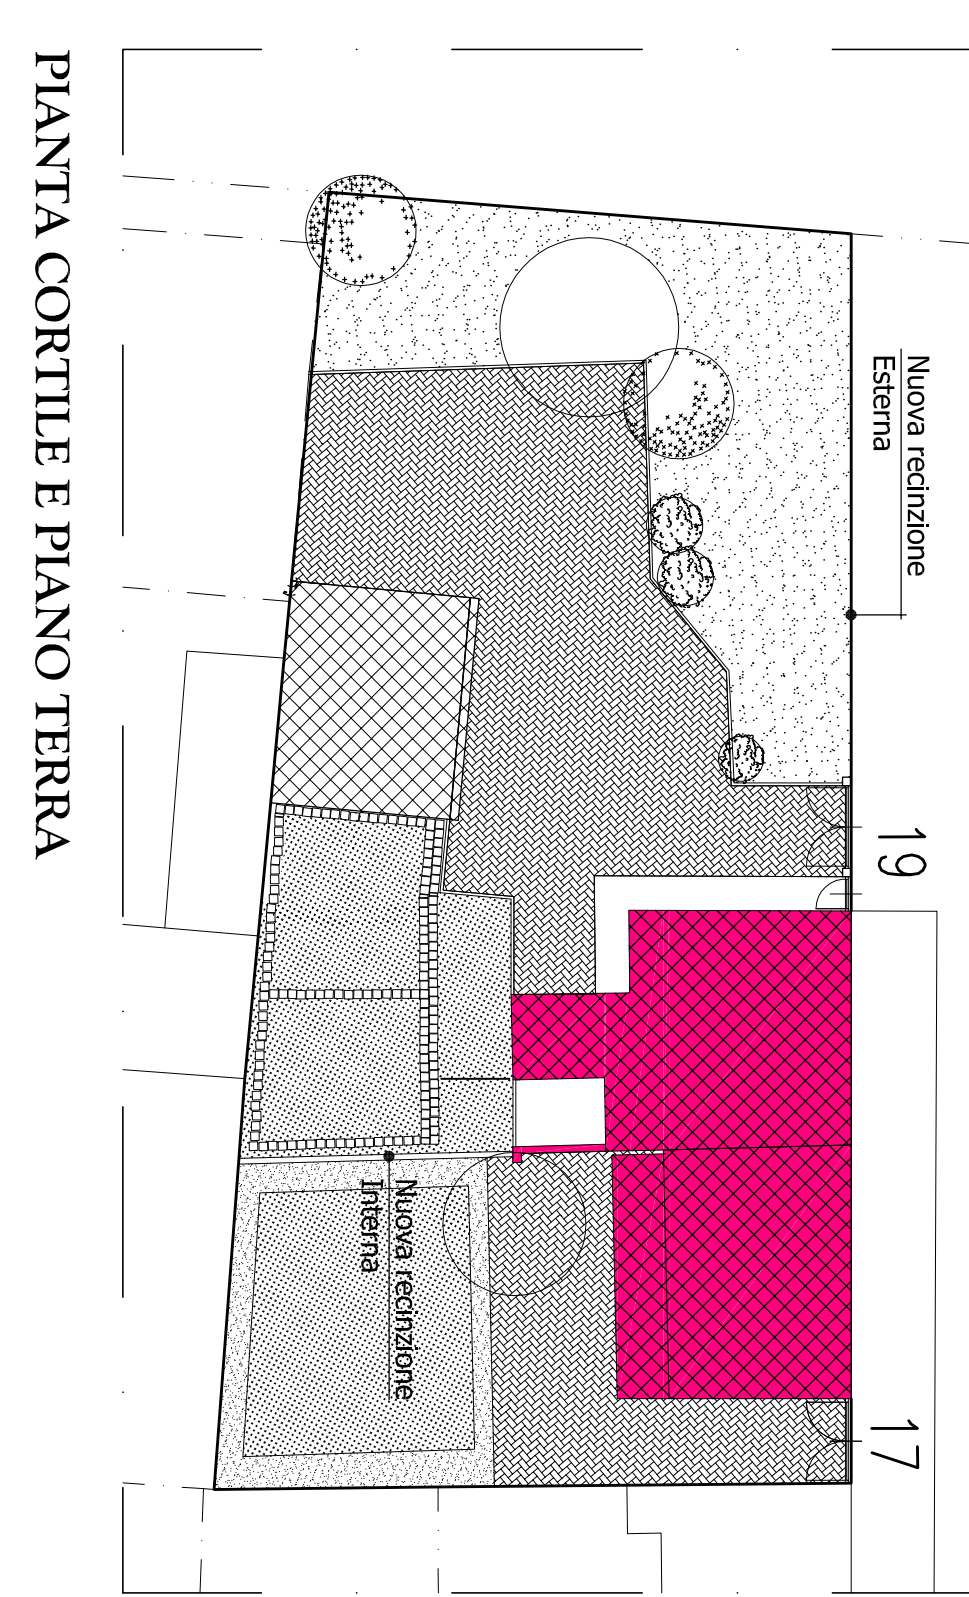 PIANTA CORTILE E PIANO TERRA
Nuova recinzione
Esterna
19
Nuova recinzione
Interna
17